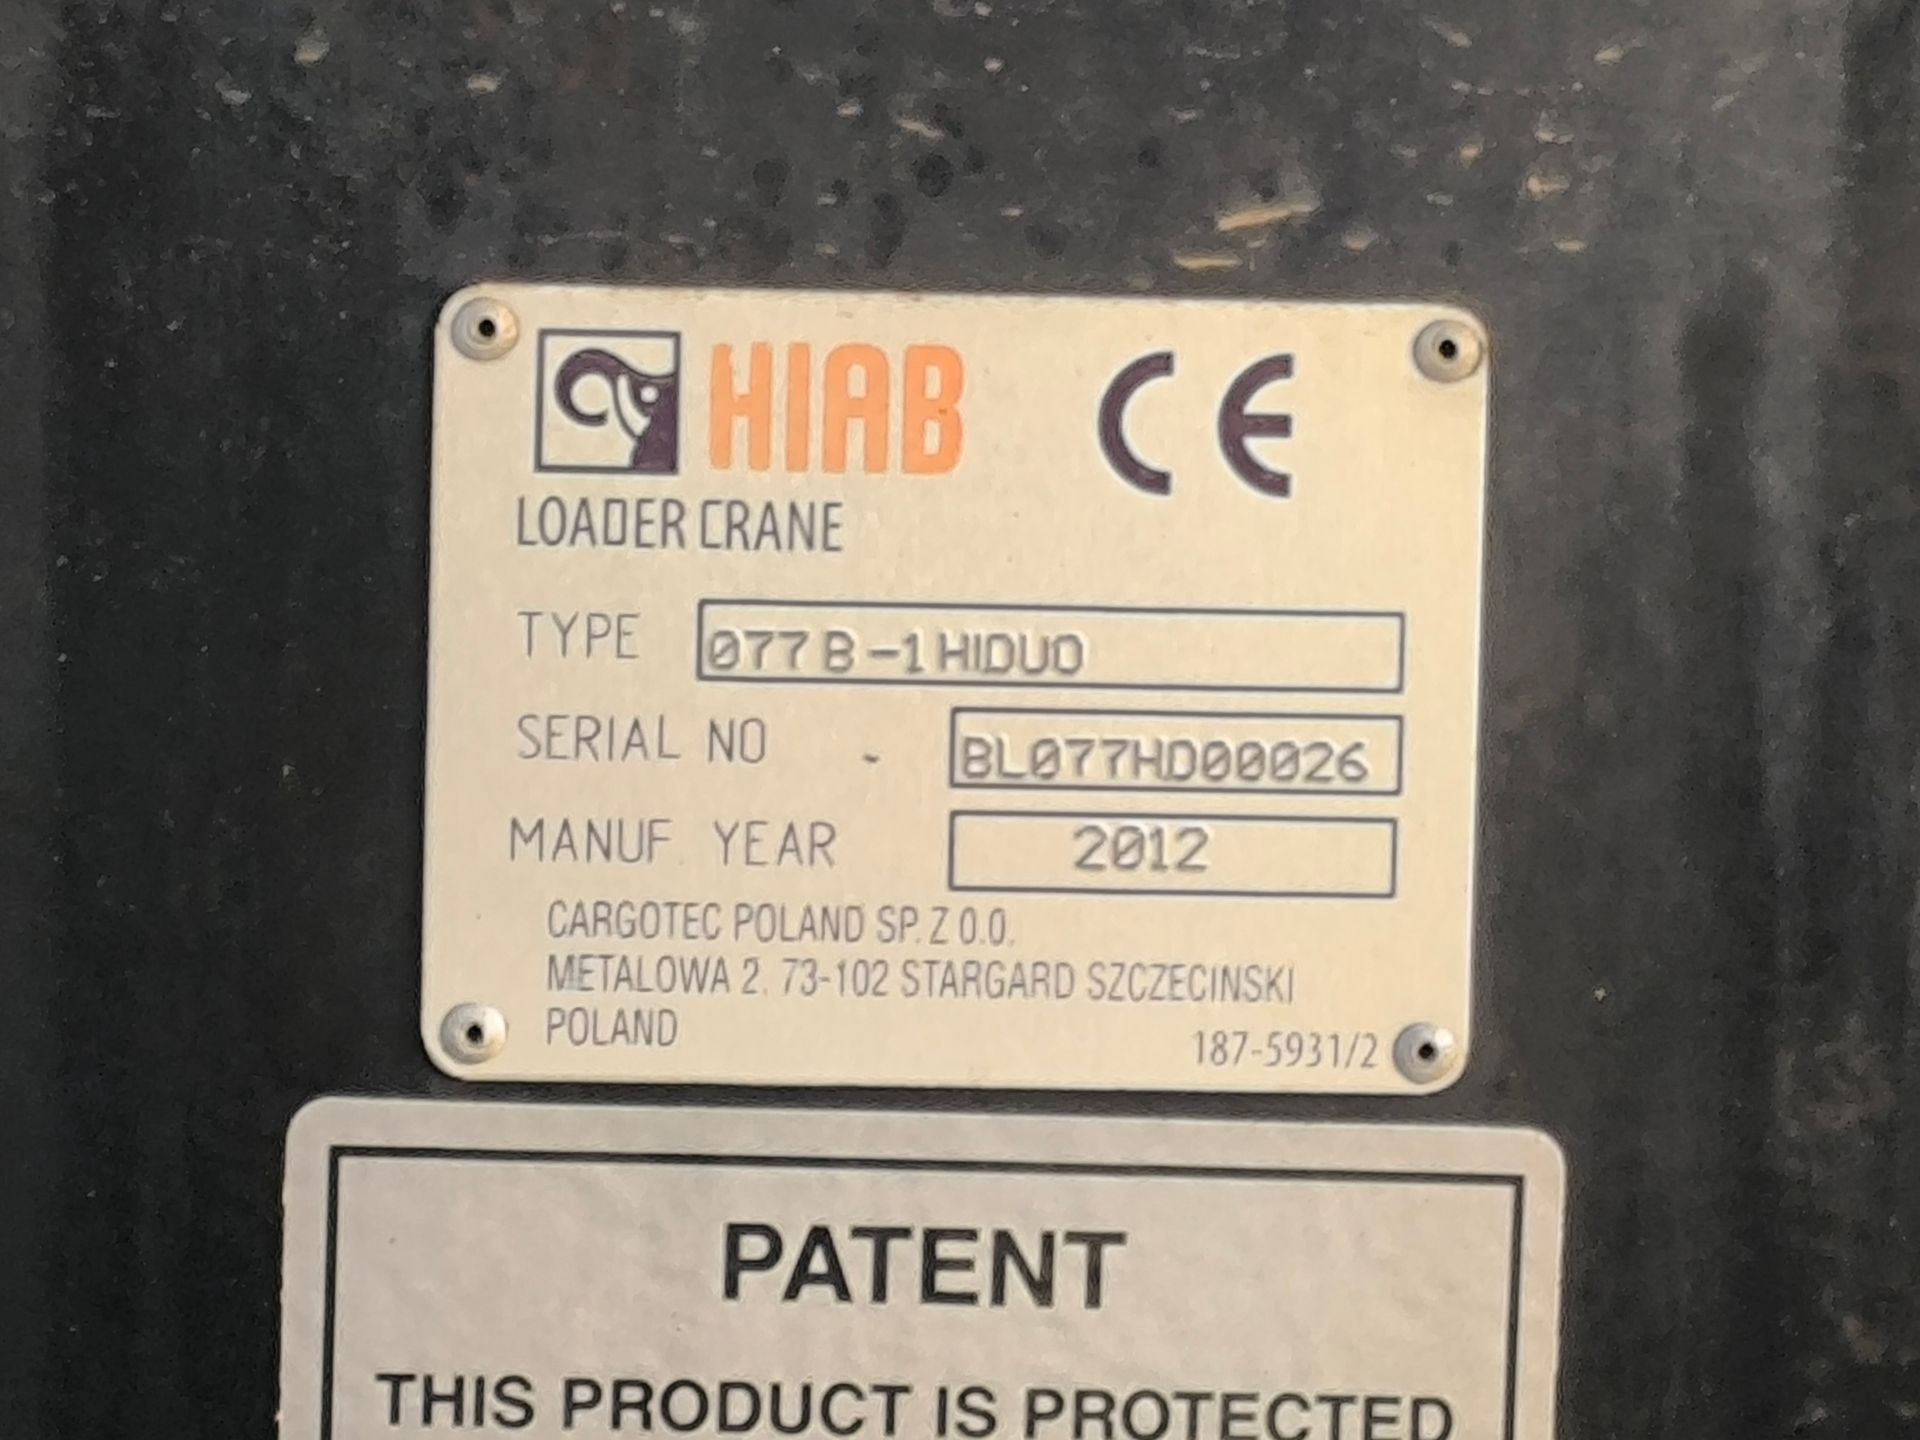 HIAB CE
LOADER CRANE
TYPE 077 B -1 HIDUO
SERIAL NO BL077HD00026
MANUF. YEAR 2012
CARGOTEC POLAND SP. Z O.O.
METALOWA 2, 73-102 STARGARD SZCZECINSKI
POLAND
187-5931/2
PATENT
THIS PRODUCT IS PROTECTED